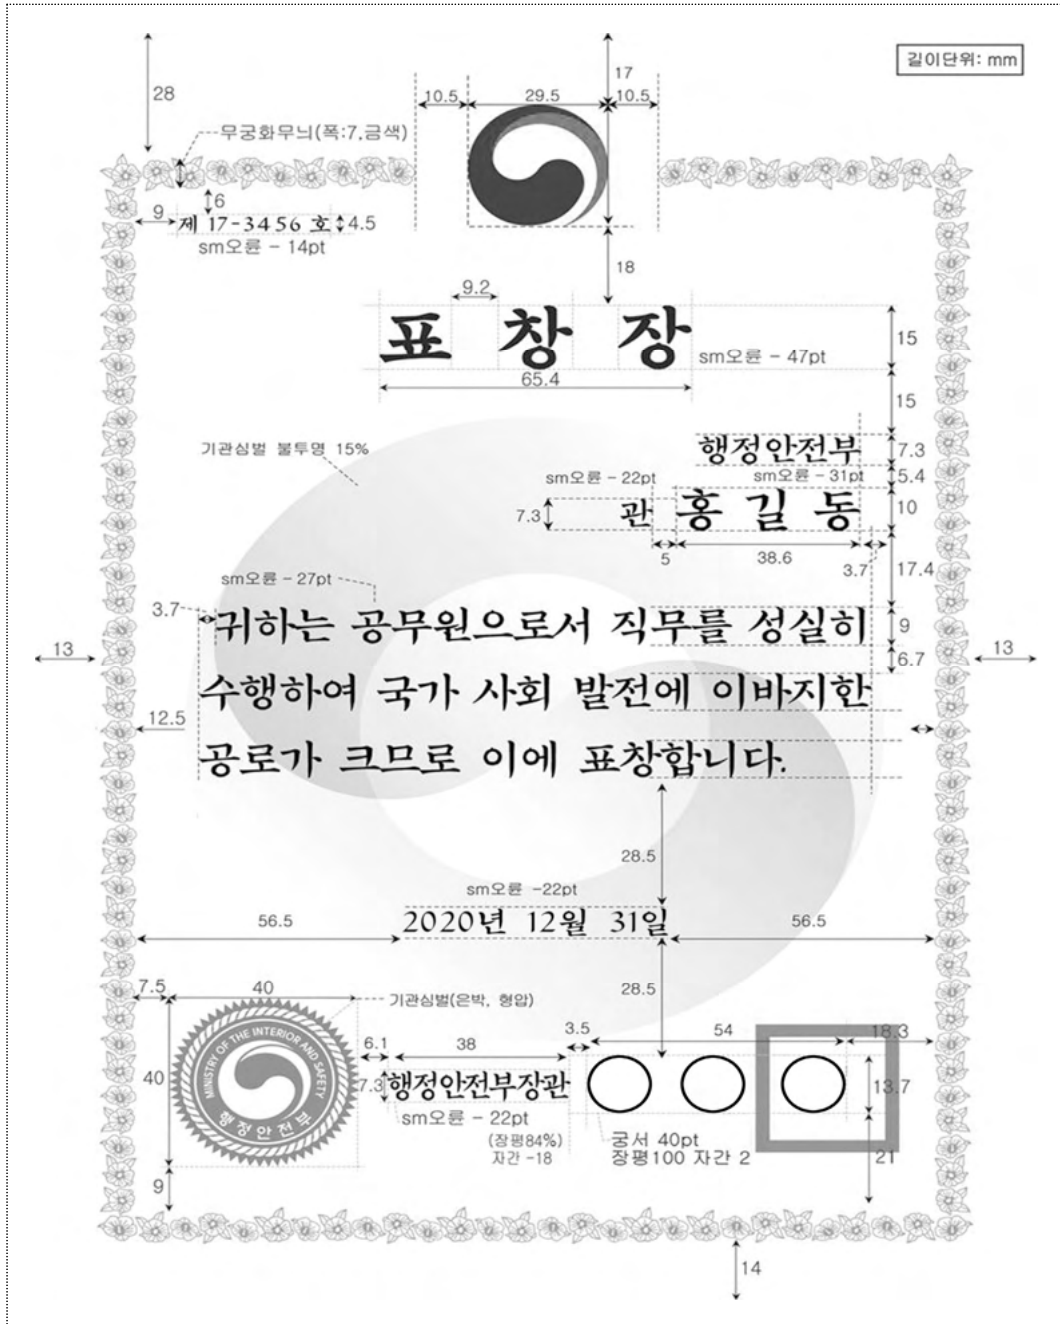 길이단위: mm
28
17
10.5 29.5 10.5
무궁화무늬(폭:7,금색)
6
9
제 17-3456 호 4.5
sm오륜 - 14pt
18
9.2
표 창 장
15
sm오륜 - 47pt
65.4
15
기관심벌 불투명 15%
행정안전부 7.3
sm오륜 - 22pt
sm오륜 - 31pt 5.4
7.3
관 홍 길 동
10
5 38.6 3.7
17.4
sm오륜 - 27pt
3.7
귀하는 공무원으로서 직무를 성실히
9
13
6.7
13
수행하여 국가 사회 발전에 이바지한
12.5
공로가 크므로 이에 표창합니다.
28.5
sm오륜 -22pt
56.5
2020년 12월 31일
56.5
7.5 40
기관심벌(은박, 형압)
28.5
MINISTRY OF THE INTERIOR AND SAFETY
행정안전부
6.1 38 3.5 54 18.3
40
7.3
행정안전부장관
13.7
sm오륜 - 22pt
(장평84%)
자간 -18
궁서 40pt
장평100 자간 2
21
9
14